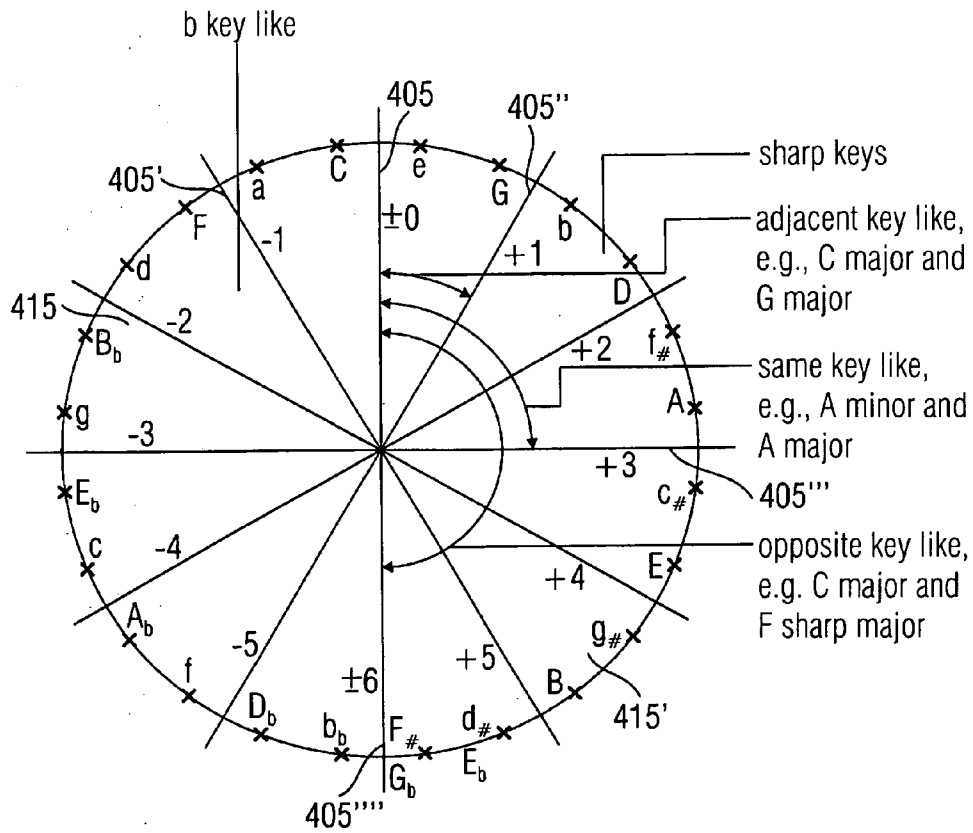 b key like
405
405''
405'
a
C
e
G
sharp keys
F
b
-1
±0
+1
adjacent key like,
e.g., C major and
G major
d
D
415
-2
+2
f#
B♭
same key like,
e.g., A minor and
A major
g
A
-3
+3
405'''
E♭
c#
c
-4
+4
E
opposite key like,
e.g. C major and
F sharp major
A♭
g#
-5
±6
+5
f
B
415'
D♭
b♭
F#
d#
G♭
E♭
405''''